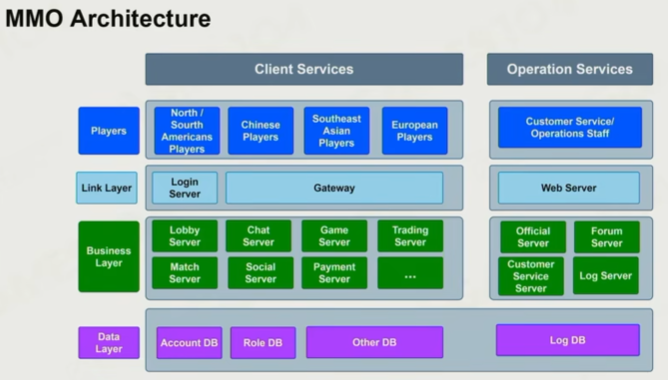 MMO Architecture
Client Services
Operation Services
Players
North /
Sourth
Americans
Players
Chinese
Players
Southeast
Asian
Players
European
Players
Customer Service/
Operations Staff
Link Layer
Login
Server
Gateway
Web Server
Business
Layer
Lobby
Server
Chat
Server
Game
Server
Trading
Server
Official
Server
Forum
Server
Match
Server
Social
Server
Payment
Server
...
Customer
Service
Server
Log Server
Data
Layer
Account DB
Role DB
Other DB
Log DB